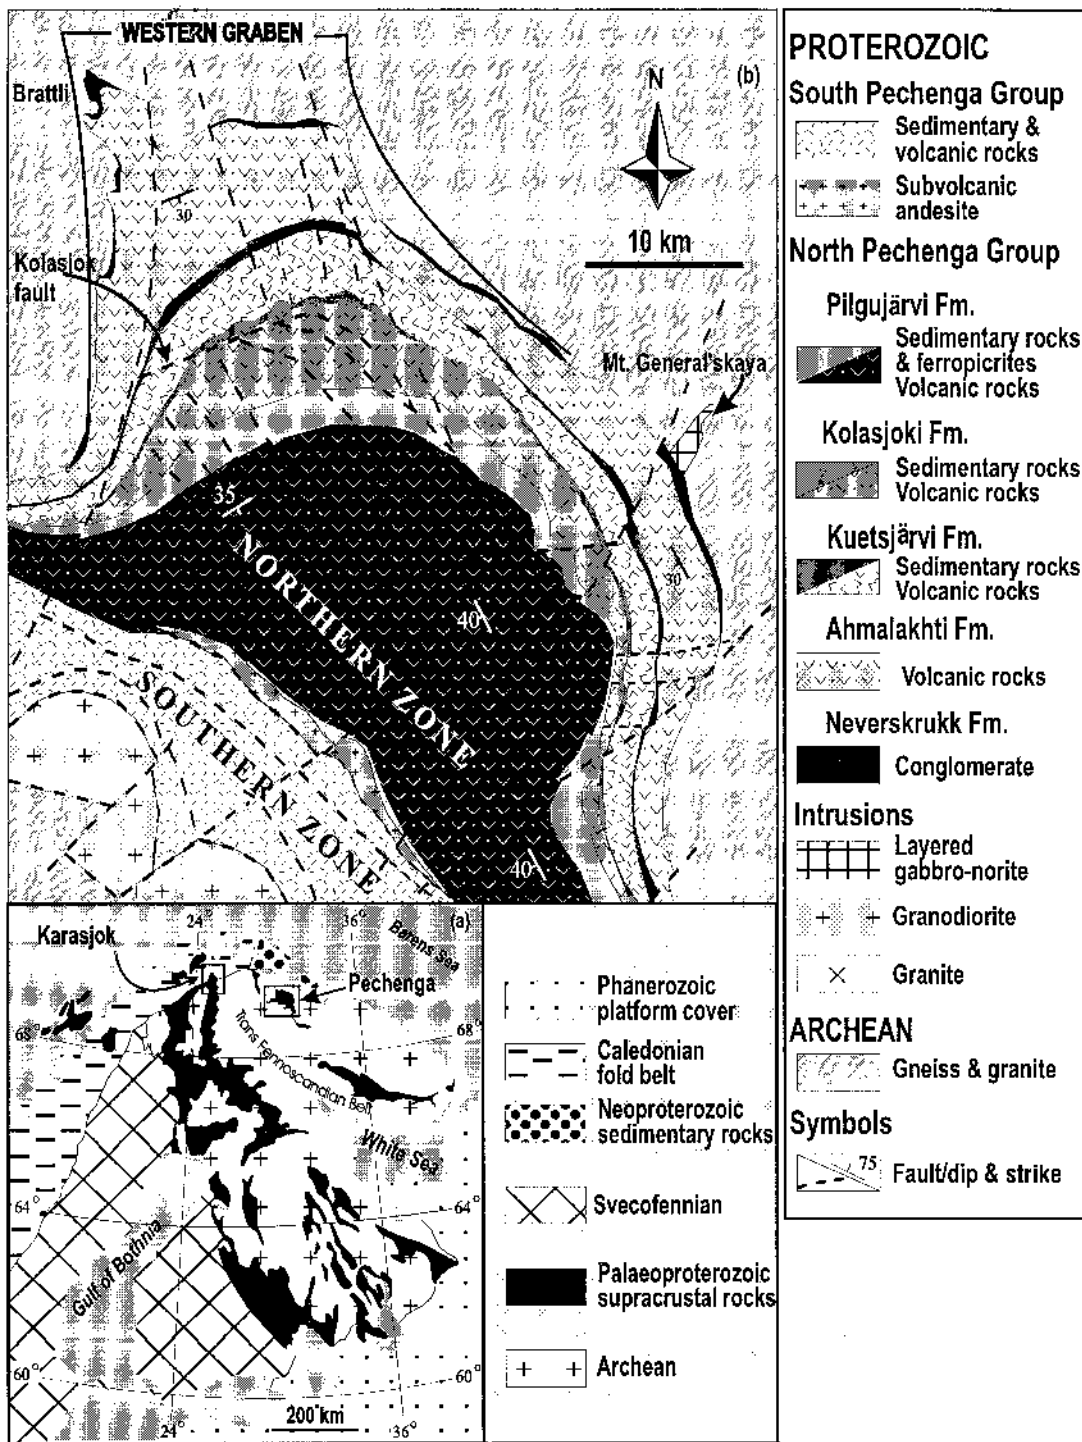 WESTERN GRABEN
(b)
Brattli
N
30
10 km
Kolasjok
fault
Mt. General'skaya
35
NORTHERN ZONE
40
30
SOUTHERN ZONE
40
PROTEROZOIC
South Pechenga Group
Sedimentary &
volcanic rocks
Subvolcanic
andesite
North Pechenga Group
Pilgujärvi Fm.
Sedimentary rocks
& ferropicrites
Volcanic rocks
Kolasjoki Fm.
Sedimentary rocks
Volcanic rocks
Kuetsjärvi Fm.
Sedimentary rocks
Volcanic rocks
Ahmalakhti Fm.
Volcanic rocks
Neverskrukk Fm.
Conglomerate
Intrusions
Layered
gabbro-norite
Granodiorite
Granite
ARCHEAN
Gneiss & granite
Symbols
75
Fault/dip & strike
24°
36°
(a)
Karasjok
Barens Sea
Pechenga
68°
68°
Trans Fennoscandian Belt
White Sea
64°
64°
Gulf of Bothnia
60°
60°
200 km
24°
36°
Phanerozoic
platform cover
Caledonian
fold belt
Neoproterozoic
sedimentary rocks
Svecofennian
Palaeoproterozoic
supracrustal rocks
Archean